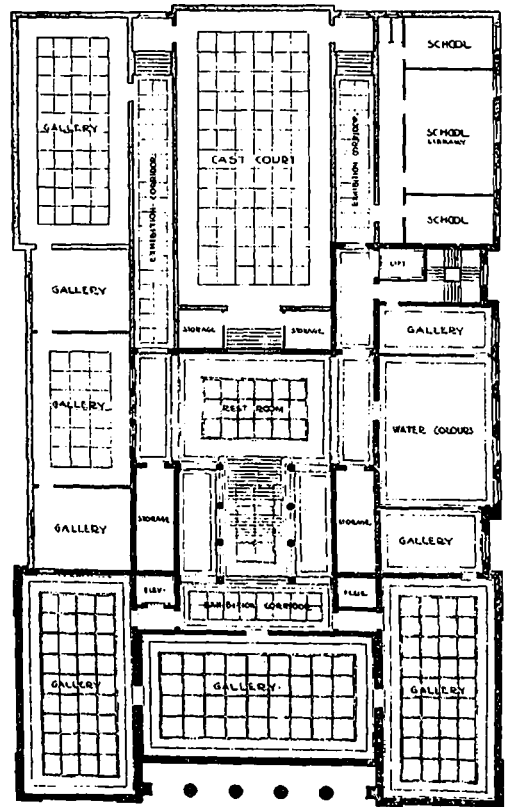 SCHOOL
GALLERY
CAST COURT
SCHOOL
LIBRARY
EXHIBITION CORRIDOR
EXHIBITION CORRIDOR
SCHOOL
LIFT
GALLERY
GALLERY
STORAGE
STORAGE
GALLERY
REST ROOM
WATER COLOURS
GALLERY
STORAGE
STORAGE
GALLERY
ELEV.
EXHIBITION CORRIDOR
GALLERY
GALLERY
GALLERY